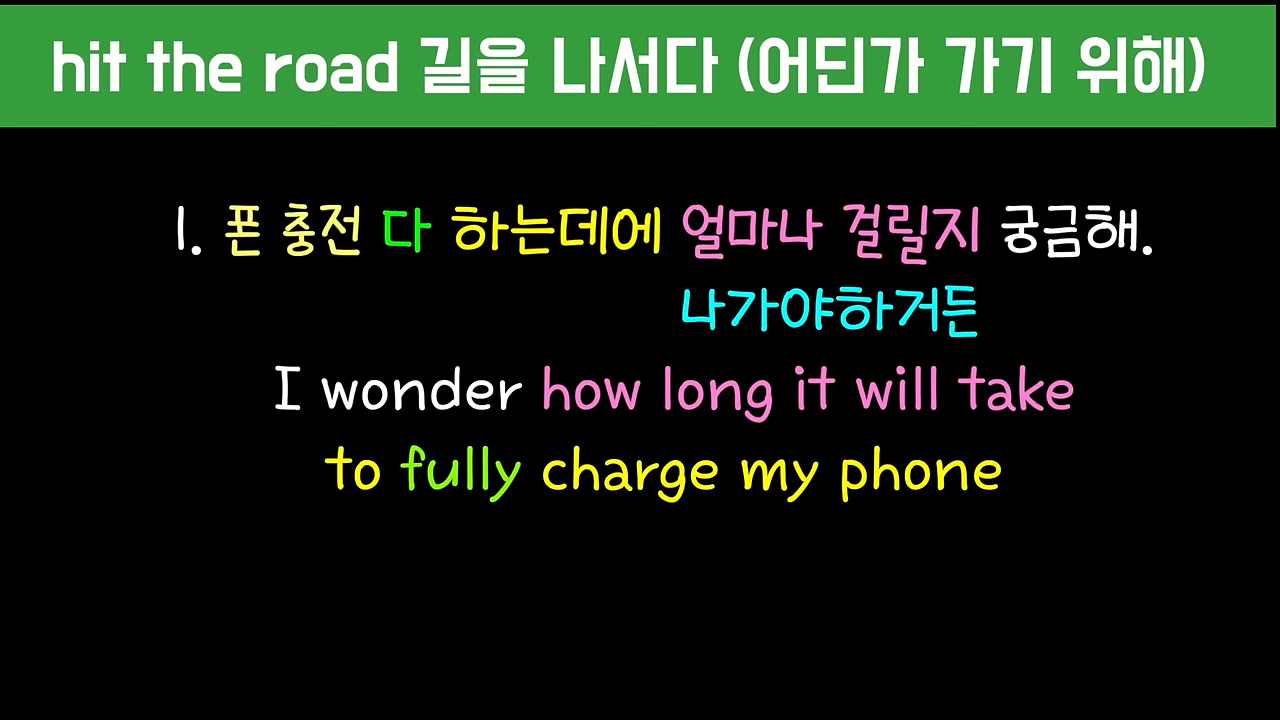 hit the road 길을 나서다 (어딘가 가기 위해)
1. 폰 충전 다 하는데에 얼마나 걸릴지 궁금해.
나가야하거든
I wonder how long it will take
to fully charge my phone